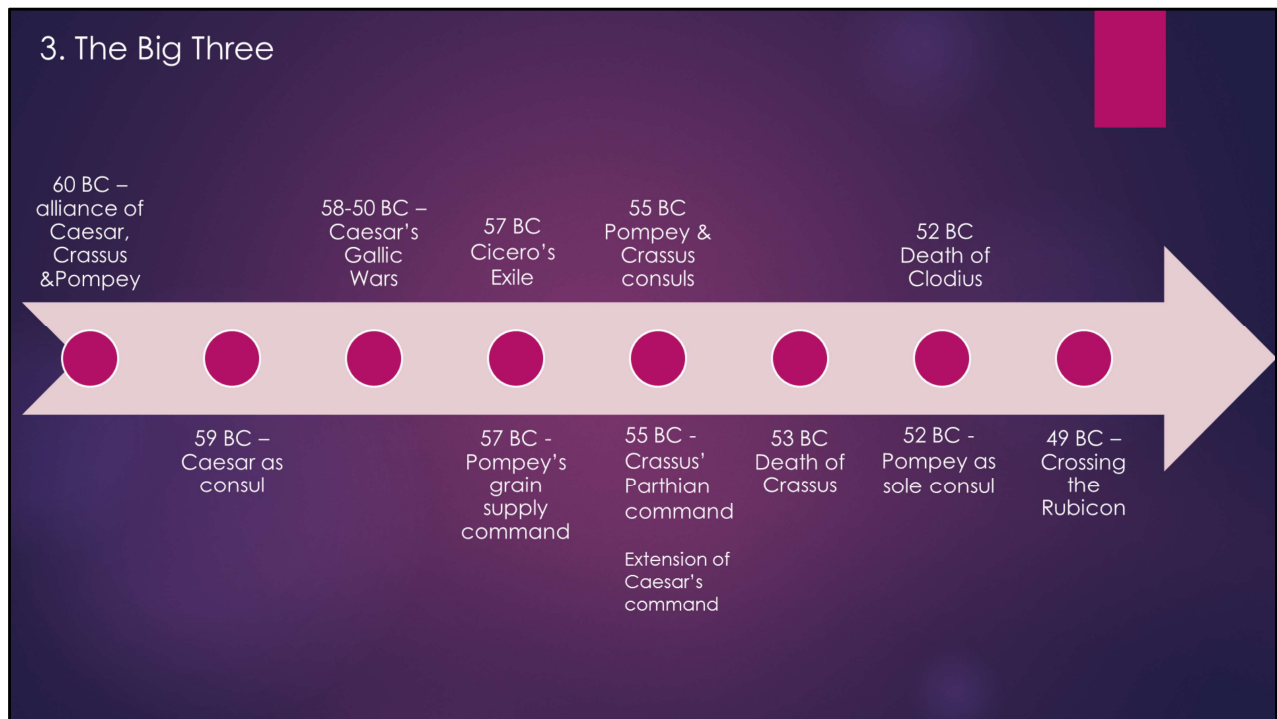 3. The Big Three
60 BC –
alliance of
Caesar,
Crassus
&Pompey
58-50 BC –
Caesar’s
Gallic
Wars
57 BC
Cicero’s
Exile
55 BC
Pompey &
Crassus
consuls
52 BC
Death of
Clodius
59 BC –
Caesar as
consul
57 BC -
Pompey’s
grain
supply
command
55 BC -
Crassus’
Parthian
command
Extension of
Caesar’s
command
53 BC
Death of
Crassus
52 BC -
Pompey as
sole consul
49 BC –
Crossing
the
Rubicon